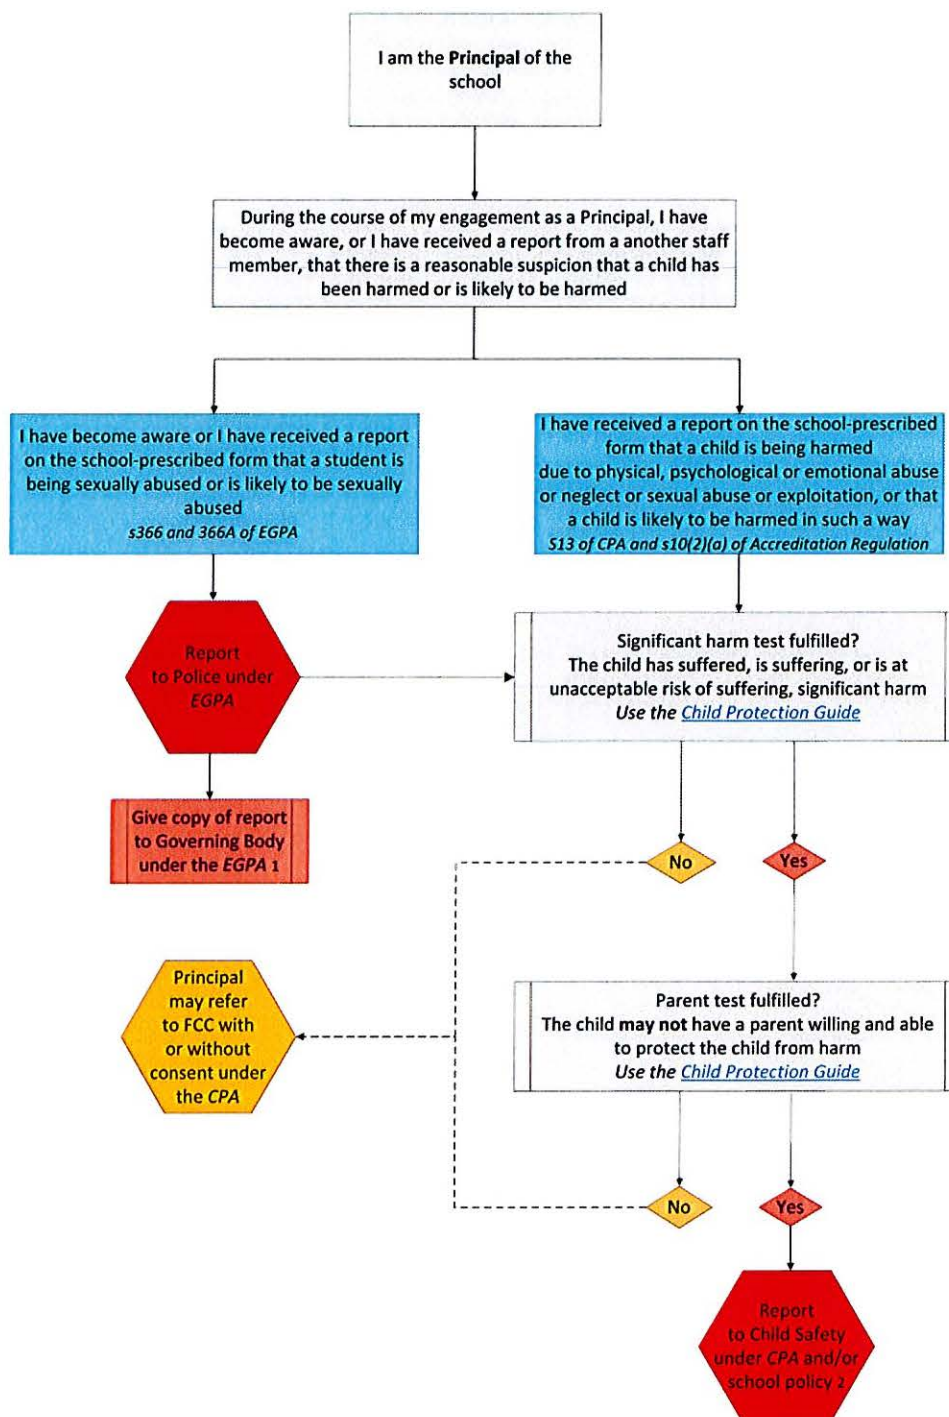 I am the Principal of the
school
During the course of my engagement as a Principal, I have
become aware, or I have received a report from a another staff
member, that there is a reasonable suspicion that a child has
been harmed or is likely to be harmed
I have become aware or I have received a report
on the school-prescribed form that a student is
being sexually abused or is likely to be sexually
abused
s366 and 366A of EGPA
I have received a report on the school-prescribed
form that a child is being harmed
due to physical, psychological or emotional abuse
or neglect or sexual abuse or exploitation, or that
a child is likely to be harmed in such a way
S13 of CPA and s10(2)(a) of Accreditation Regulation
Report
to Police under
EGPA
Significant harm test fulfilled?
The child has suffered, is suffering, or is at
unacceptable risk of suffering, significant harm
Use the Child Protection Guide
Give copy of report
to Governing Body
under the EGPA 1
No
Yes
Principal
may refer
to FCC with
or without
consent under
the CPA
Parent test fulfilled?
The child may not have a parent willing and able
to protect the child from harm
Use the Child Protection Guide
No
Yes
Report
to Child Safety
under CPA and/or
school policy 2